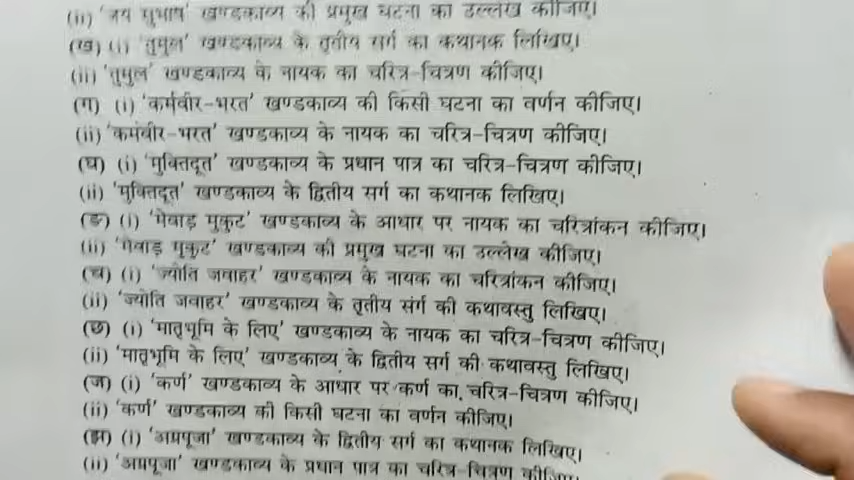 (ii) 'जय सुभाष' खण्डकाव्य की प्रमुख घटना का उल्लेख कीजिए।
(ख) (i) 'तुमुल' खण्डकाव्य के तृतीय सर्ग का कथानक लिखिए।
(ii) 'तुमुल' खण्डकाव्य के नायक का चरित्र-चित्रण कीजिए।
(ग) (i) 'कर्मवीर-भरत' खण्डकाव्य की किसी घटना का वर्णन कीजिए।
(ii) 'कर्मवीर-भरत' खण्डकाव्य के नायक का चरित्र-चित्रण कीजिए।
(घ) (i) 'मुक्तिदूत' खण्डकाव्य के प्रधान पात्र का चरित्र-चित्रण कीजिए।
(ii) 'मुक्तिदूत' खण्डकाव्य के द्वितीय सर्ग का कथानक लिखिए।
(ङ) (i) 'मेवाड़ मुकुट' खण्डकाव्य के आधार पर नायक का चरित्रांकन कीजिए।
(ii) 'मेवाड़ मुकुट' खण्डकाव्य की प्रमुख घटना का उल्लेख कीजिए।
(च) (i) 'ज्योति जवाहर' खण्डकाव्य के नायक का चरित्रांकन कीजिए।
(ii) 'ज्योति जवाहर' खण्डकाव्य के तृतीय संर्ग की कथावस्तु लिखिए।
(छ) (i) 'मातृभूमि के लिए' खण्डकाव्य के नायक का चरित्र-चित्रण कीजिए।
(ii) 'मातृभूमि के लिए' खण्डकाव्य के द्वितीय सर्ग की कथावस्तु लिखिए।
(ज) (i) 'कर्ण' खण्डकाव्य के आधार पर कर्ण का चरित्र-चित्रण कीजिए।
(ii) 'कर्ण' खण्डकाव्य की किसी घटना का वर्णन कीजिए।
(झ) (i) 'अग्रपूजा' खण्डकाव्य के द्वितीय सर्ग का कथानक लिखिए।
(ii) 'अग्रपूजा' खण्डकाव्य के प्रधान पात्र का चरित्र-चित्रण कीजिए।